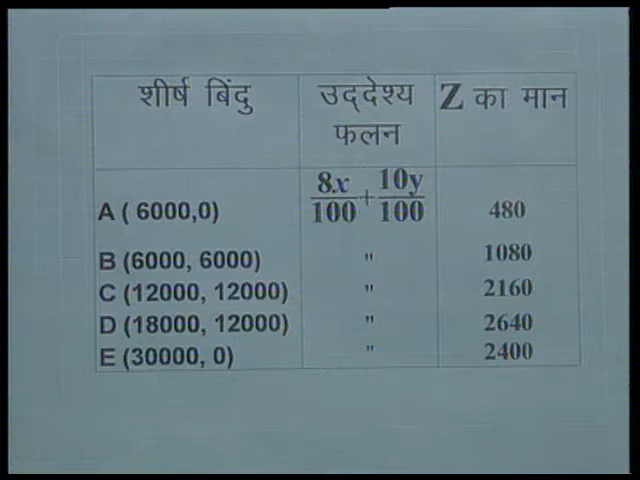 शीर्ष बिंदु उद्देश्य फलन Z का मान
A ( 6000,0) 8x/100 + 10y/100 480
B (6000, 6000) " 1080
C (12000, 12000) " 2160
D (18000, 12000) " 2640
E (30000, 0) " 2400